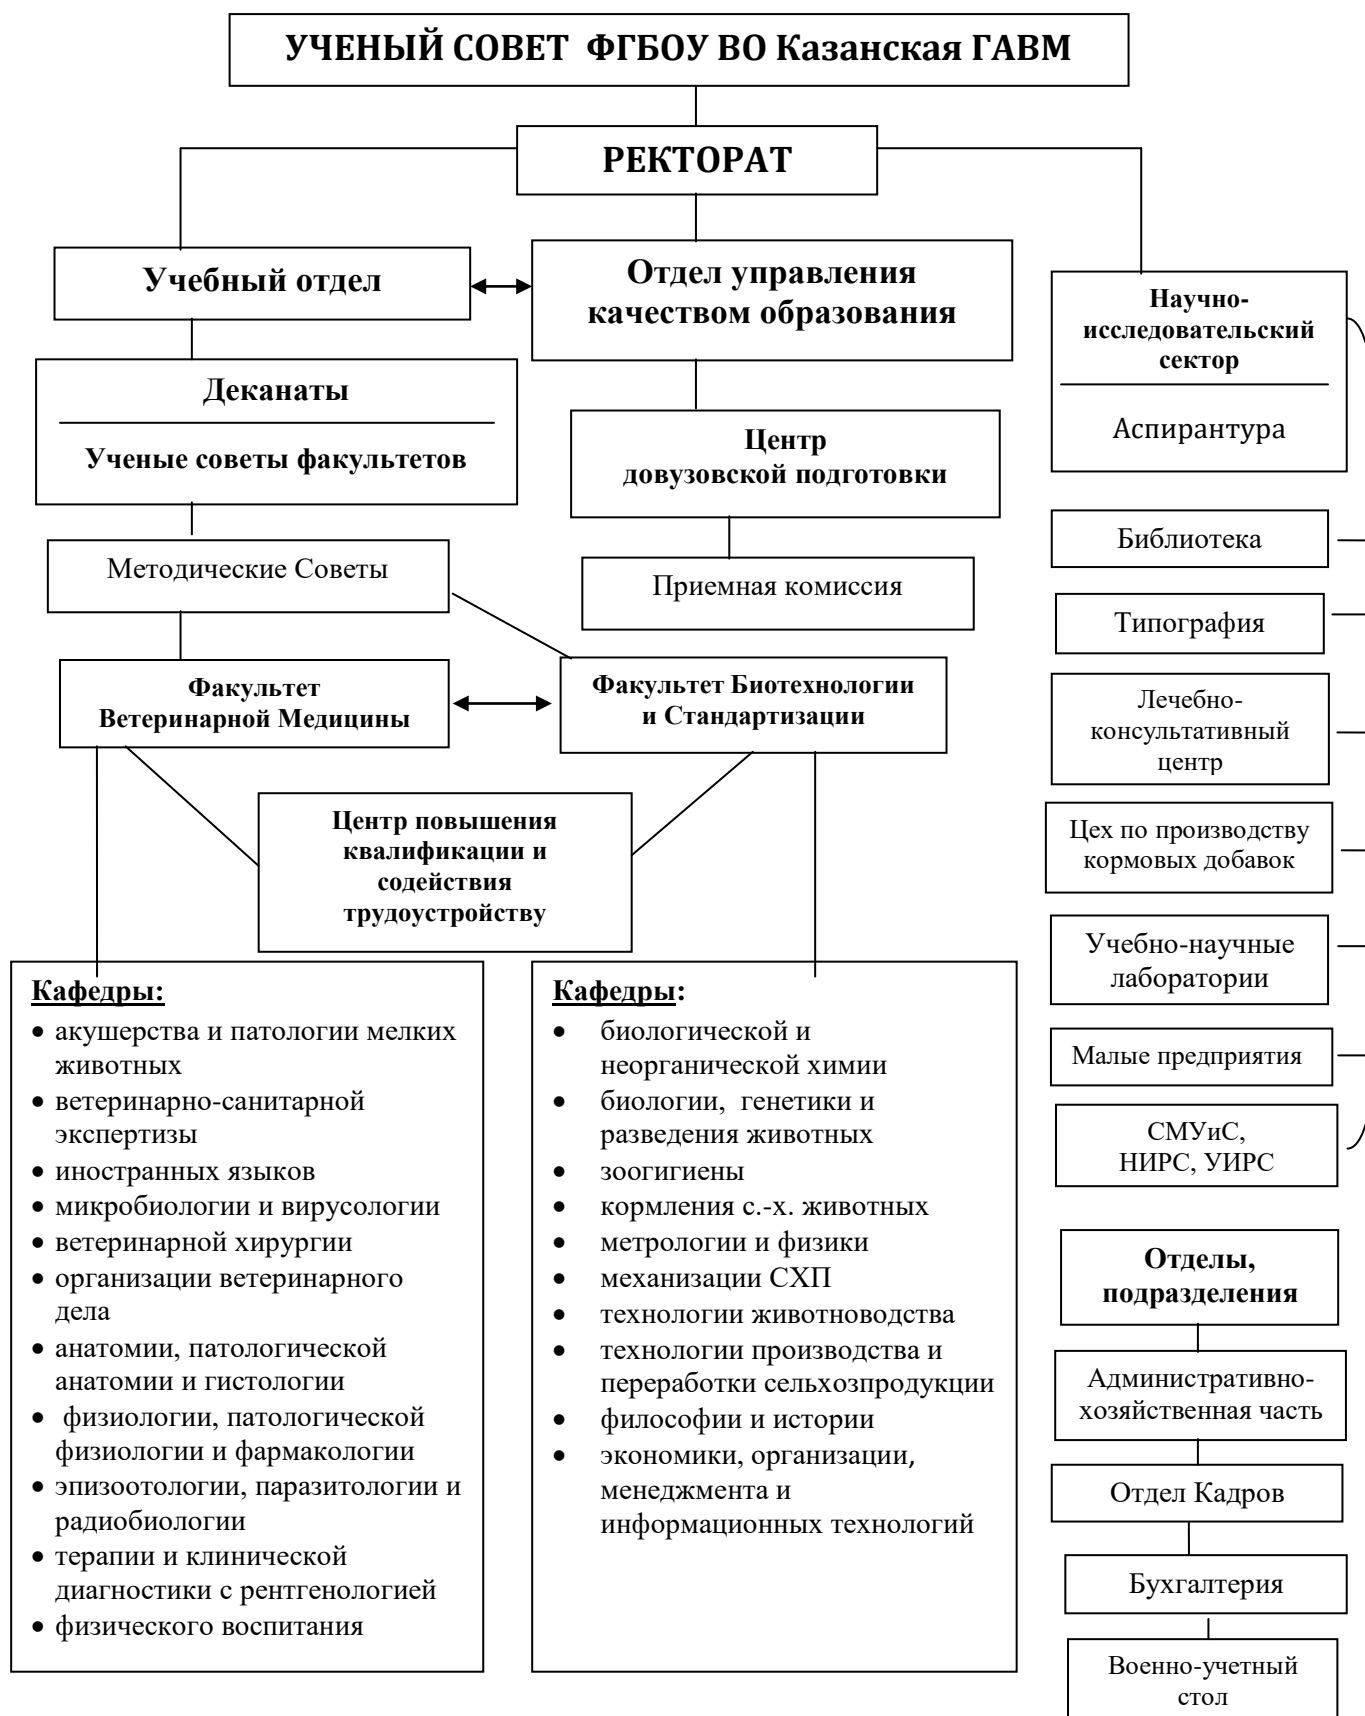 УЧЕНЫЙ СОВЕТ ФГБОУ ВО Казанская ГАВМ
РЕКТОРАТ
Учебный отдел
Отдел управления
качеством образования
Научно-
исследовательский
сектор
Аспирантура
Деканаты
Ученые советы факультетов
Центр
довузовской подготовки
Методические Советы
Приемная комиссия
Библиотека
Типография
Факультет
Ветеринарной Медицины
Факультет Биотехнологии
и Стандартизации
Лечебно-
консультативный
центр
Центр повышения
квалификации и
содействия
трудоустройству
Цех по производству
кормовых добавок
Учебно-научные
лаборатории
Малые предприятия
СМУиС,
НИРС, УИРС
Кафедры:
• акушерства и патологии мелких
животных
• ветеринарно-санитарной
экспертизы
• иностранных языков
• микробиологии и вирусологии
• ветеринарной хирургии
• организации ветеринарного
дела
• анатомии, патологической
анатомии и гистологии
• физиологии, патологической
физиологии и фармакологии
• эпизоотологии, паразитологии и
радиобиологии
• терапии и клинической
диагностики с рентгенологией
• физического воспитания
Кафедры:
• биологической и
неорганической химии
• биологии, генетики и
разведения животных
• зоогигиены
• кормления с.-х. животных
• метрологии и физики
• механизации СХП
• технологии животноводства
• технологии производства и
переработки сельхозпродукции
• философии и истории
• экономики, организации,
менеджмента и
информационных технологий
Отделы,
подразделения
Административно-
хозяйственная часть
Отдел Кадров
Бухгалтерия
Военно-учетный
стол